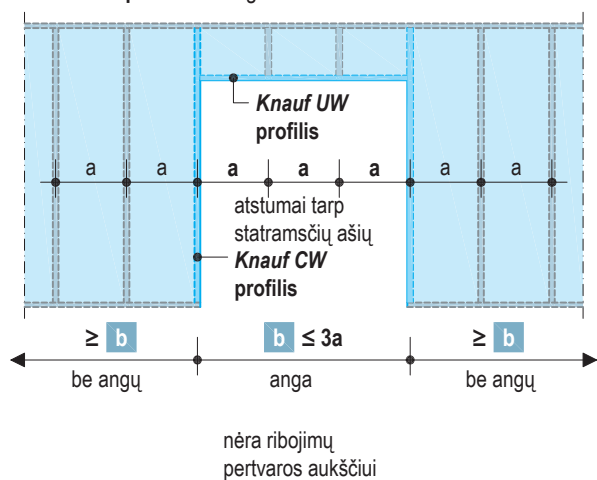 Knauf UW
profilis
a a a a a a a
atstumai tarp
statramsčių ašių
Knauf CW
profilis
≥ b b ≤ 3a ≥ b
be angų anga be angų
nėra ribojimų
pertvaros aukščiui